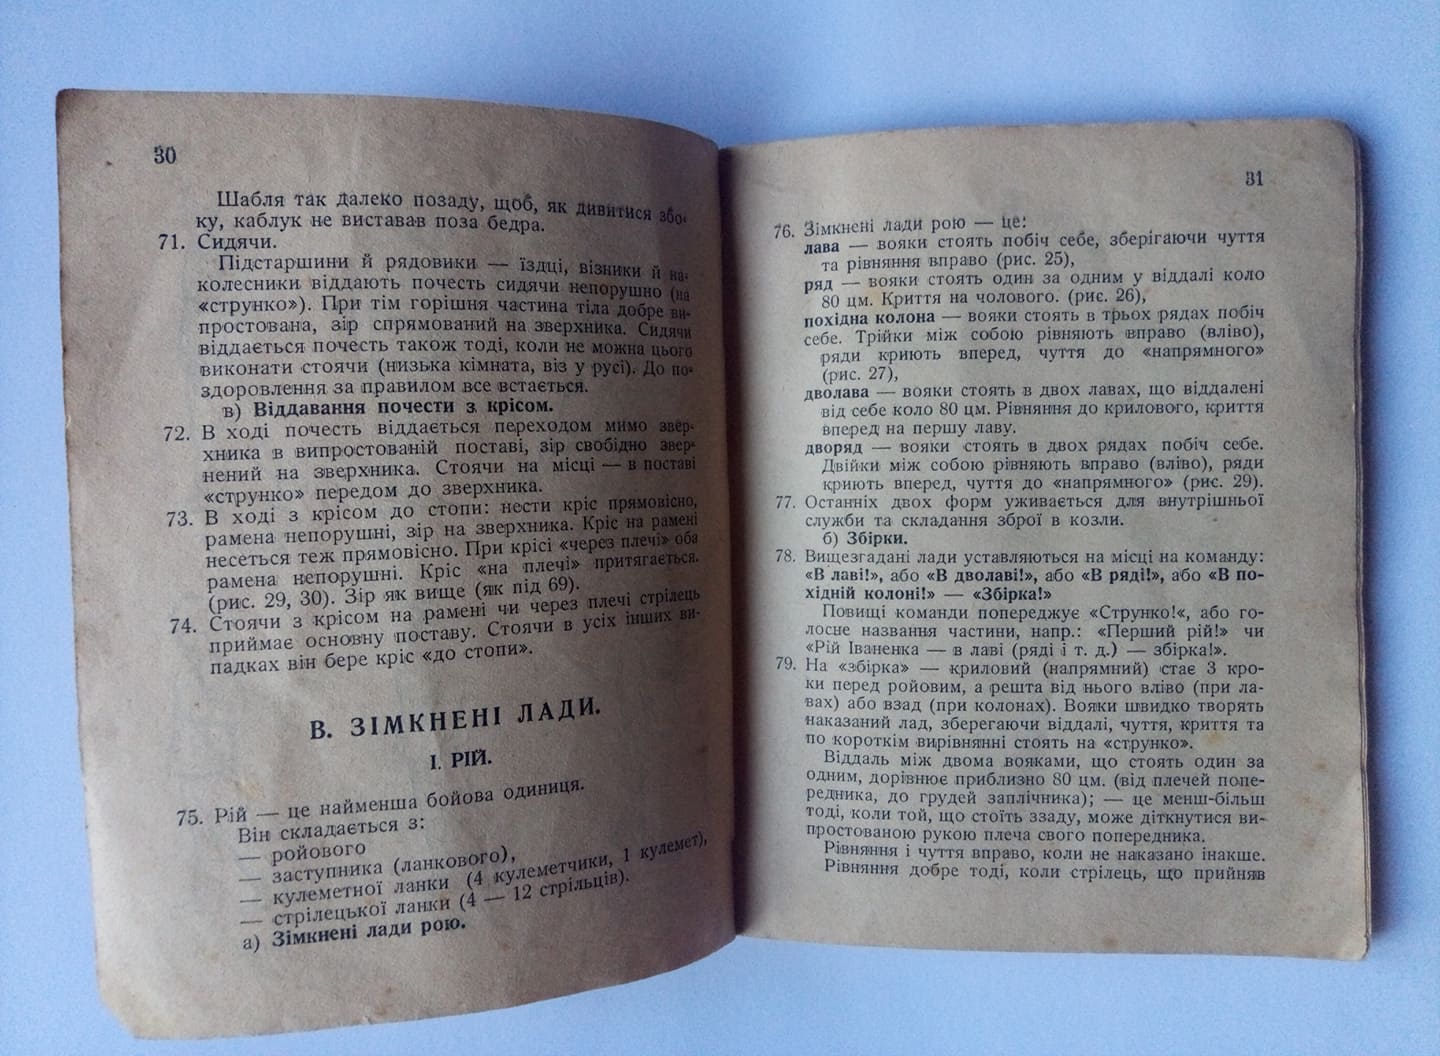 30
Шабля так далеко позаду, щоб, як дивитися збо-
ку, каблук не виставав поза бедра.
71. Сидячи.
Підстаршини й рядовики — їздці, візники й на-
колесники віддають почесть сидячи непорушно (на
«струнко»). При тім горішня частина тіла добре ви-
простована, зір спрямований на зверхника. Сидячи
віддається почесть також тоді, коли не можна цього
виконати стоячи (низька кімната, віз у русі). До по-
здоровлення за правилом все встається.
в) Віддавання почести з крісом.
72. В ході почесть віддається переходом мимо звер-
хника в випростованій поставі, зір свобідно звер-
нений на зверхника. Стоячи на місці — в поставі
«струнко» передом до зверхника.
73. В ході з крісом до стопи: нести кріс прямовісно,
рамена непорушні, зір на зверхника. Кріс на рамені
несеться теж прямовісно. При крісі «через плечі» оба
рамена непорушні. Кріс «на плечі» притягається.
(рис. 29, 30). Зір як вище (як під 69).
74. Стоячи з крісом на рамені чи через плечі стрілець
приймає основну поставу. Стоячи в усіх інших ви-
падках він бере кріс «до стопи».
В. ЗІМКНЕНІ ЛАДИ.
І. РІЙ.
75. Рій — це найменша бойова одиниця.
Він складається з:
— ройового
— заступника (ланкового),
— кулеметної ланки (4 кулеметчики, 1 кулемет),
— стрілецької ланки (4 — 12 стрільців).
а) Зімкнені лади рою.
31
76. Зімкнені лади рою — це:
лава — вояки стоять побіч себе, зберігаючи чуття
та рівняння вправо (рис. 25),
ряд — вояки стоять один за одним у віддалі коло
80 цм. Криття на чолового. (рис. 26),
похідна колона — вояки стоять в трьох рядах побіч
себе. Трійки між собою рівняють вправо (вліво),
ряди криють вперед, чуття до «напрямного»
(рис. 27),
дволава — вояки стоять в двох лавах, що віддалені
від себе коло 80 цм. Рівняння до крилового, криття
вперед на першу лаву.
дворяд — вояки стоять в двох рядах побіч себе.
Двійки між собою рівняють вправо (вліво), ряди
криють вперед, чуття до «напрямного» (рис. 29).
77. Останніх двох форм уживається для внутрішньої
служби та складання зброї в козли.
б) Збірки.
78. Вищезгадані лади уставляються на місці на команду:
«В лаві!», або «В дволаві!», або «В ряді!», або «В по-
хідній колоні!» — «Збірка!»
Повищі команди попереджує «Струнко!«, або го-
лосне названня частини, напр.: «Перший рій!» чи
«Рій Іваненка — в лаві (ряді і т. д.) — збірка!».
79. На «збірка» — криловий (напрямний) стає 3 кро-
ки перед ройовим, а решта від нього вліво (при ла-
вах) або взад (при колонах). Вояки швидко творять
наказаний лад, зберегаючи віддалі, чуття, криття та
по короткім вирівнянні стоять на «струнко».
Віддаль між двома вояками, що стоять один за
одним, дорівнює приблизно 80 цм. (від плечей попе-
редника, до грудей заплічника); — це менш-більш
тоді, коли той, що стоїть ззаду, може діткнутися ви-
простованою рукою плеча свого попередника.
Рівняння і чуття вправо, коли не наказано інакше.
Рівняння добре тоді, коли стрілець, що прийняв